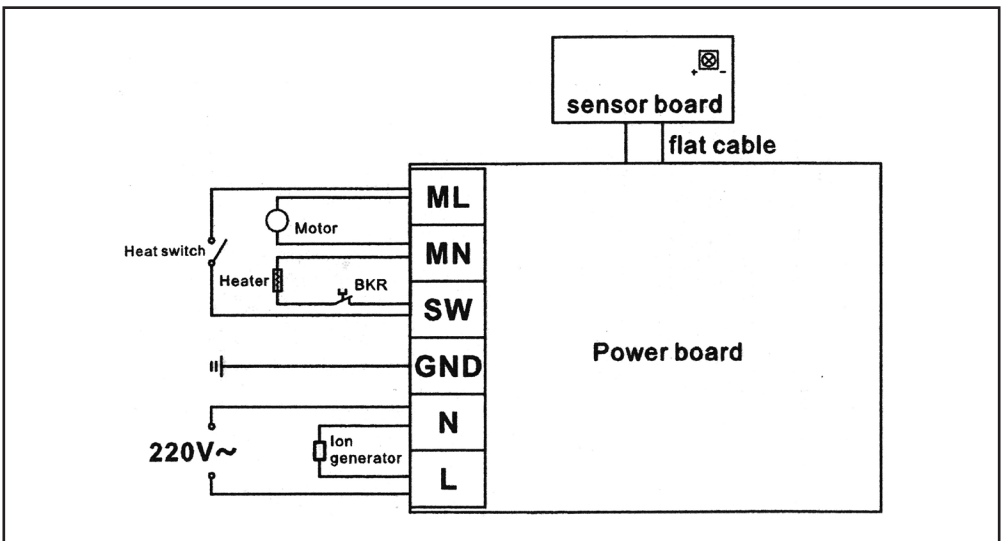 + -
sensor board
flat cable
ML
Motor
MN
Heat switch
Heater
BKR
SW
GND
Power board
N
220V~
Ion
generator
L